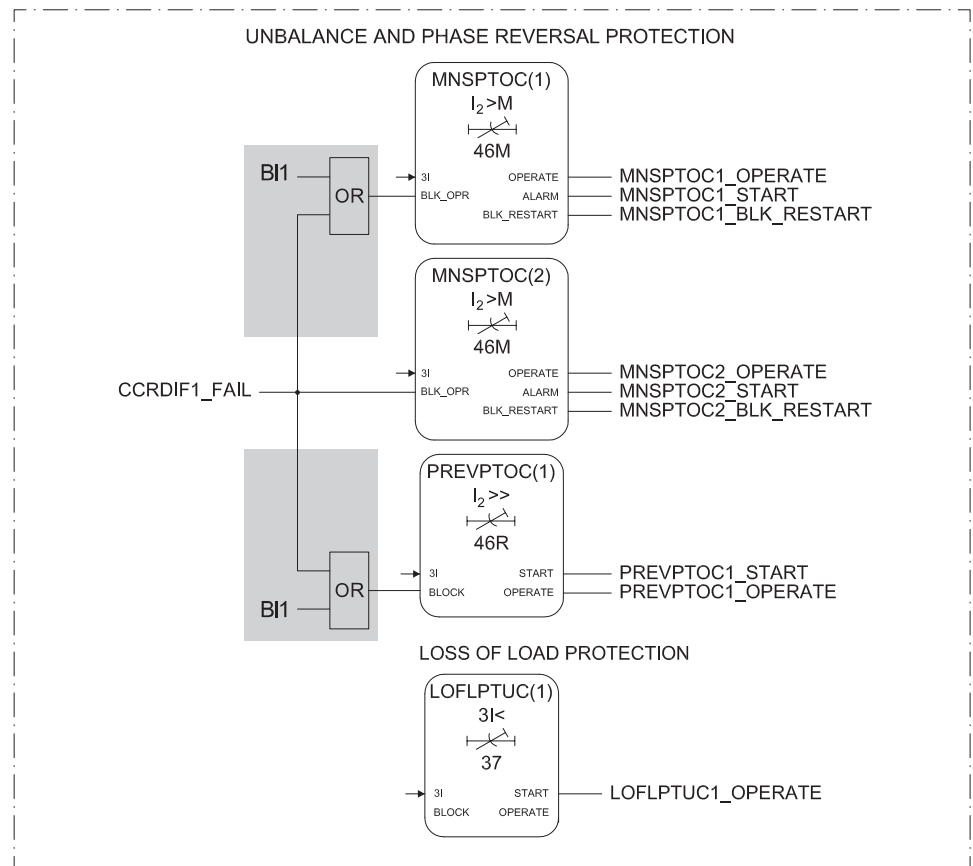 UNBALANCE AND PHASE REVERSAL PROTECTION
MNSPTOC(1)
I2>M
46M
BI1
OR
3I
BLK_OPR
OPERATE
ALARM
BLK_RESTART
MNSPTOC1_OPERATE
MNSPTOC1_START
MNSPTOC1_BLK_RESTART
MNSPTOC(2)
I2>M
46M
CCRDIF1_FAIL
3I
BLK_OPR
OPERATE
ALARM
BLK_RESTART
MNSPTOC2_OPERATE
MNSPTOC2_START
MNSPTOC2_BLK_RESTART
PREVPTOC(1)
I2>>
46R
BI1
OR
3I
BLOCK
START
OPERATE
PREVPTOC1_START
PREVPTOC1_OPERATE
LOSS OF LOAD PROTECTION
LOFLPTUC(1)
3I<
37
3I
BLOCK
START
OPERATE
LOFLPTUC1_OPERATE